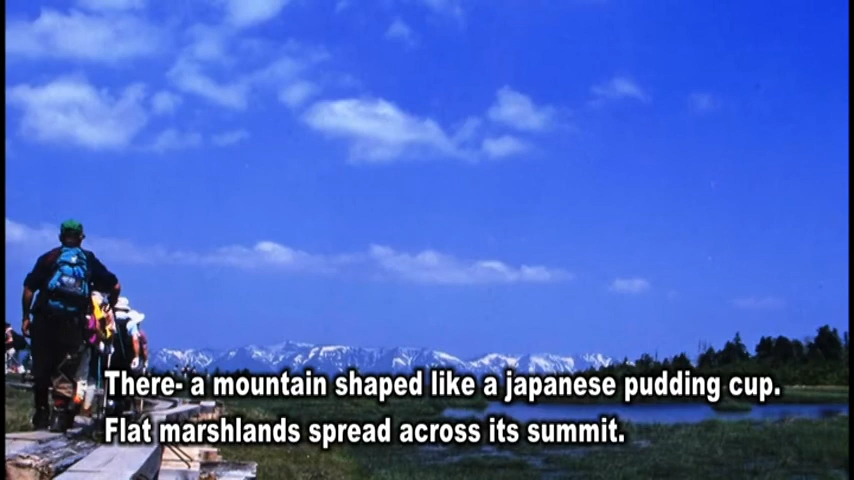 There- a mountain shaped like a japanese pudding cup.
Flat marshlands spread across its summit.